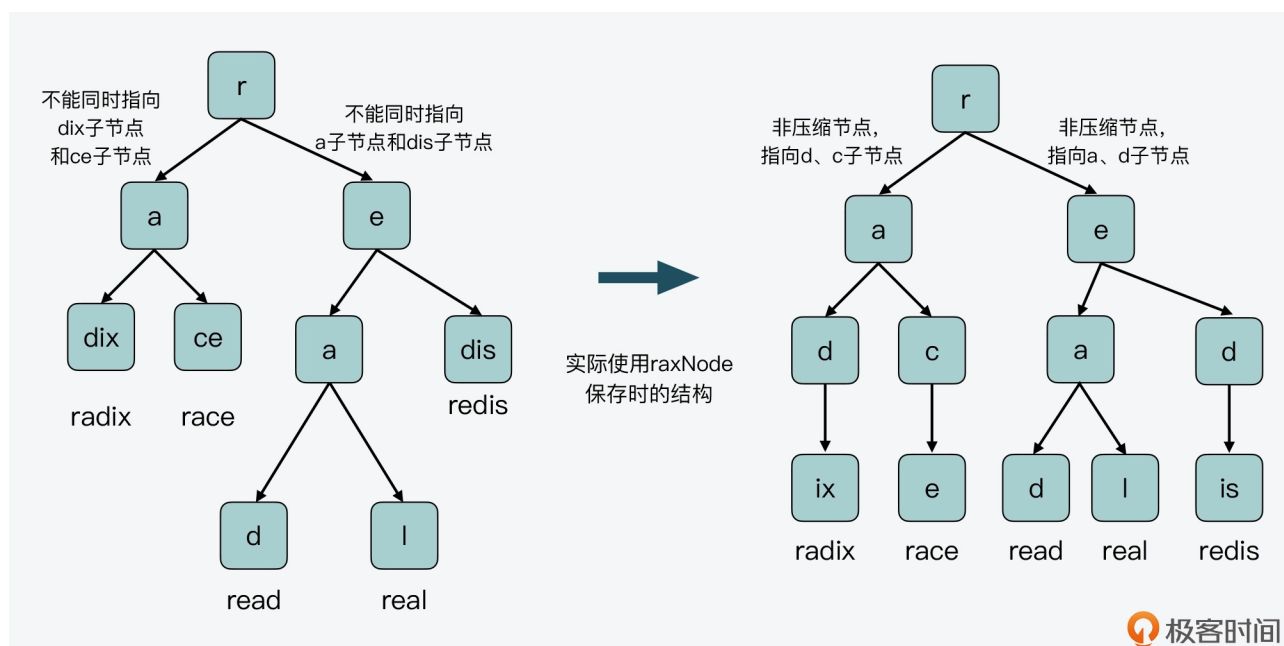 r
不能同时指向
dix子节点
和ce子节点
不能同时指向
a子节点和dis子节点
a
e
dix
ce
a
dis
radix
race
redis
d
l
read
real
实际使用raxNode
保存时的结构
r
非压缩节点,
指向d、c子节点
非压缩节点,
指向a、d子节点
a
e
d
c
a
d
ix
e
d
l
is
radix
race
read
real
redis
极客时间